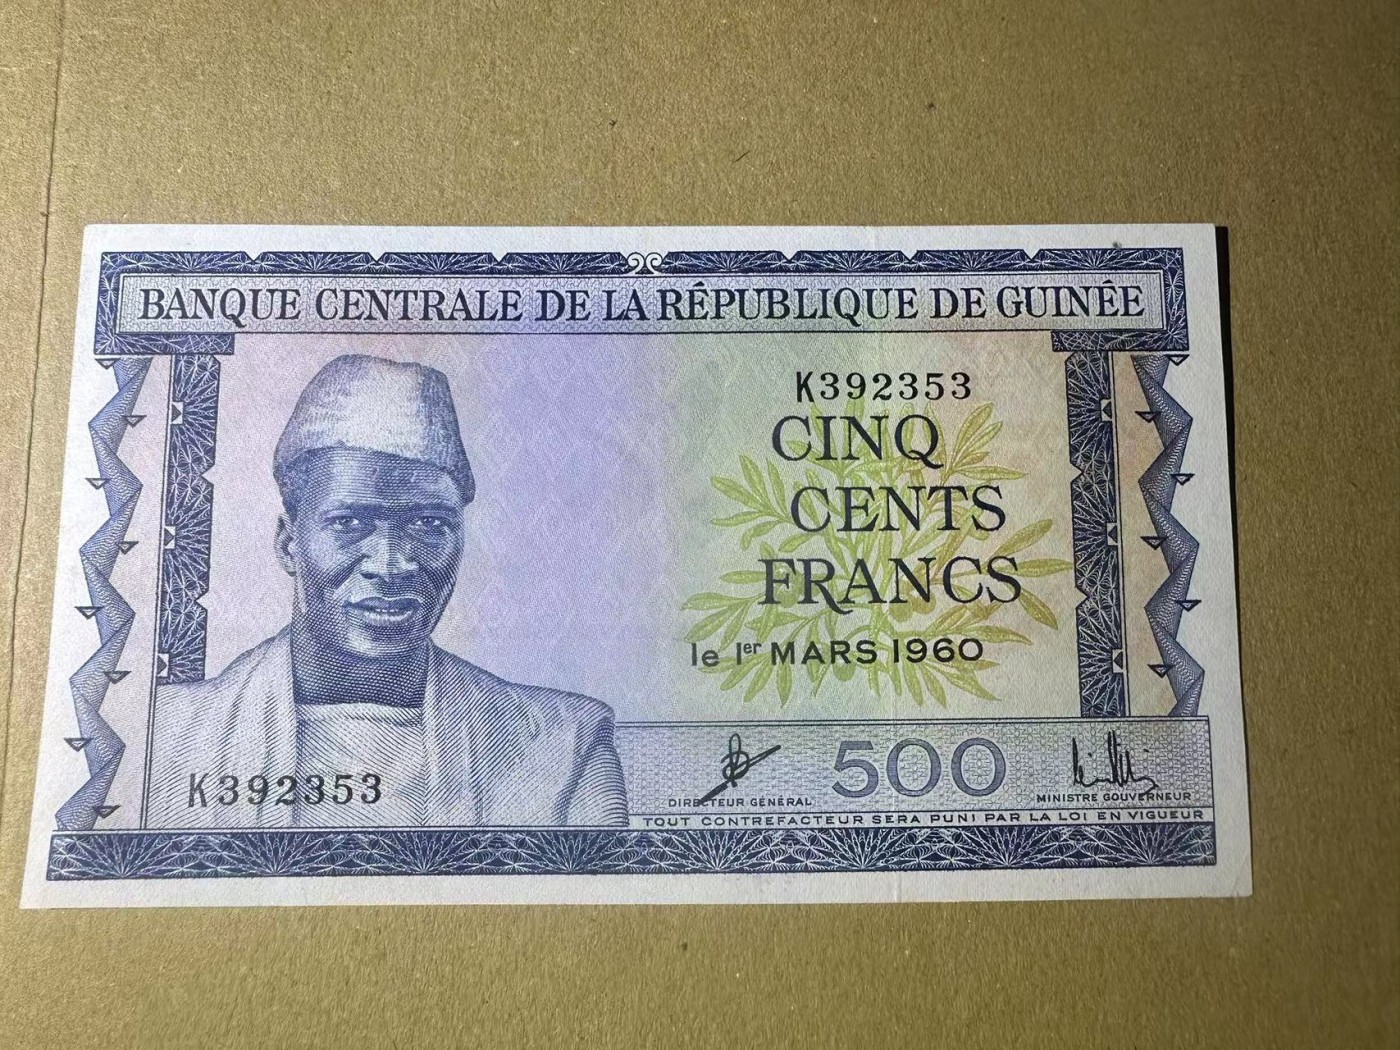 BANQUE CENTRALE DE LA RÉPUBLIQUE DE GUINÉE
K392353
CINQ
CENTS
FRANCS
le 1er MARS 1960
K392353
500
DIRECTEUR GÉNÉRAL
MINISTRE GOUVERNEUR
TOUT CONTREFACTEUR SERA PUNI PAR LA LOI EN VIGUEUR